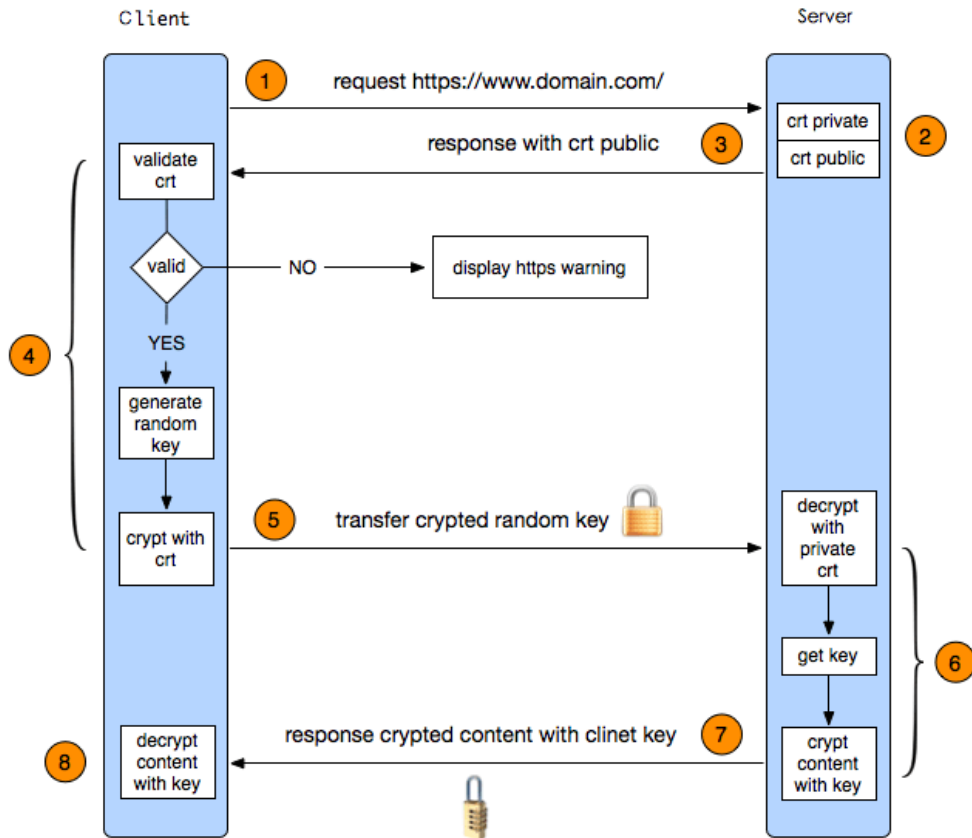 Client
Server
1
request https://www.domain.com/
crt private
2
response with crt public
3
crt public
validate
crt
valid
NO
display https warning
YES
4
generate
random
key
5
transfer crypted random key
decrypt
with
private
crt
crypt with
crt
get key
6
response crypted content with clinet key
7
8
decrypt
content
with key
crypt
content
with key